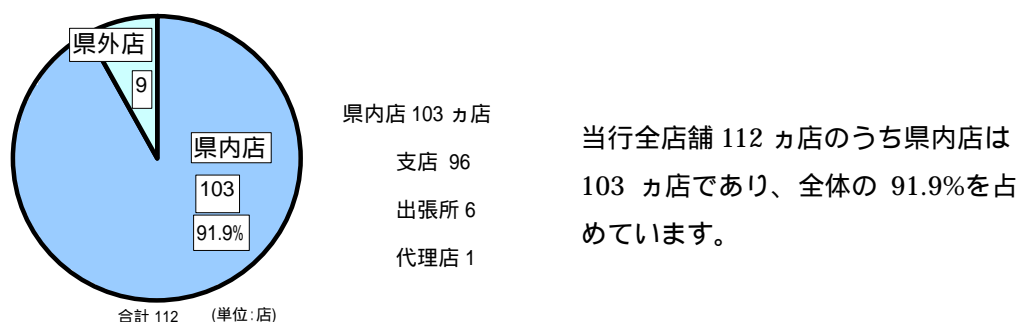 県外店
9
県内店
103
91.9%
合計 112 (単位:店)
県内店 103 ヵ店
支店 96
出張所 6
代理店 1
当行全店舗 112 ヵ店のうち県内店は
103 ヵ店であり、全体の 91.9%を占
めています。